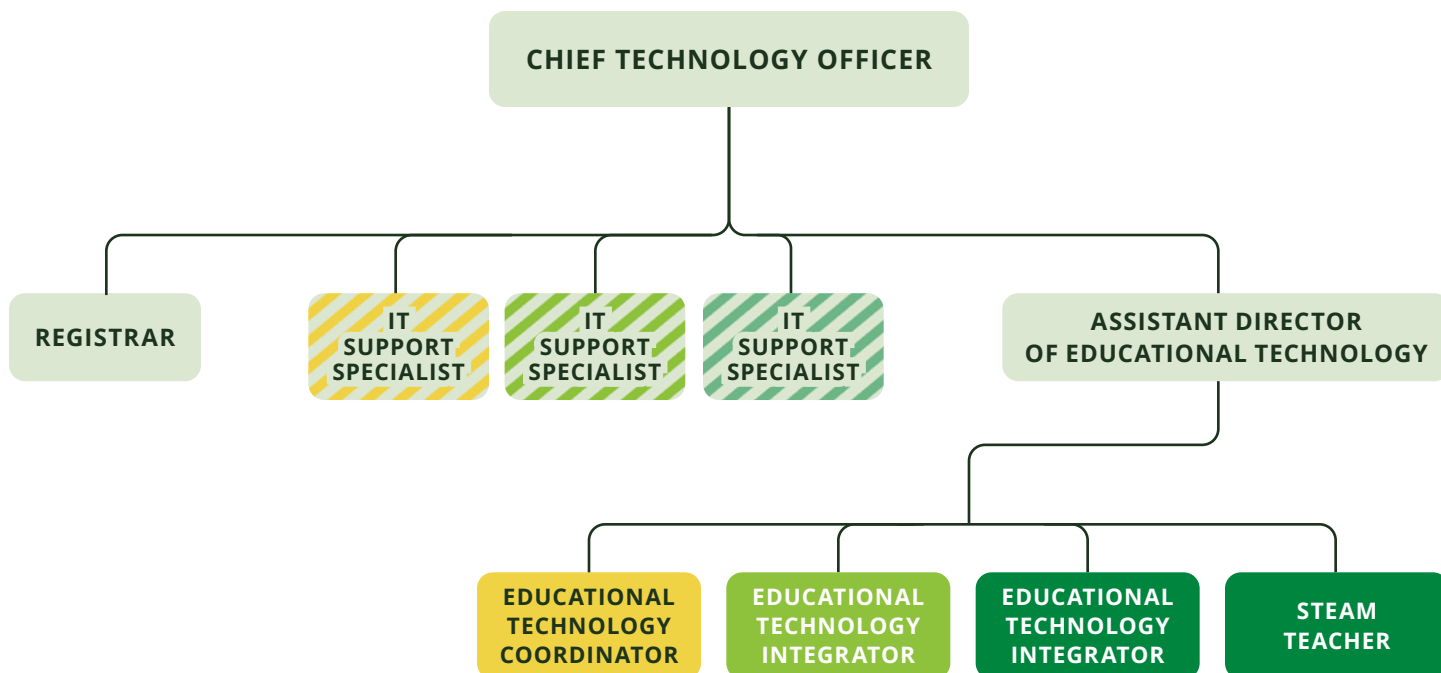 CHIEF TECHNOLOGY OFFICER
REGISTRAR
IT
SUPPORT
SPECIALIST
IT
SUPPORT
SPECIALIST
IT
SUPPORT
SPECIALIST
ASSISTANT DIRECTOR
OF EDUCATIONAL TECHNOLOGY
EDUCATIONAL
TECHNOLOGY
COORDINATOR
EDUCATIONAL
TECHNOLOGY
INTEGRATOR
EDUCATIONAL
TECHNOLOGY
INTEGRATOR
STEAM
TEACHER